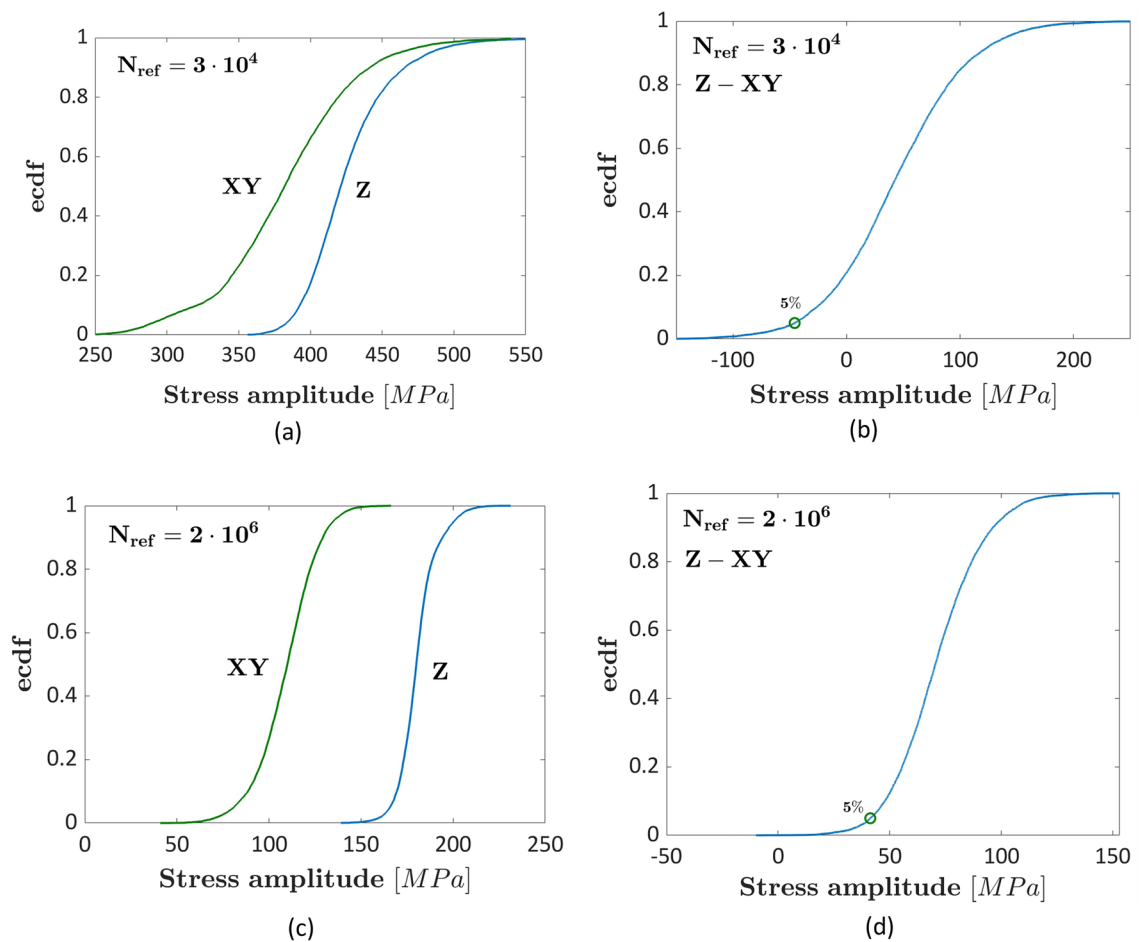 1
0.8
0.6
0.4
0.2
0
ecdf
N_ref = 3 · 10^4
XY
Z
250 300 350 400 450 500 550
Stress amplitude [MPa]
(a)
1
0.8
0.6
0.4
0.2
0
ecdf
N_ref = 3 · 10^4
Z − XY
5%
-100 0 100 200
Stress amplitude [MPa]
(b)
1
0.8
0.6
0.4
0.2
0
ecdf
N_ref = 2 · 10^6
XY
Z
0 50 100 150 200 250
Stress amplitude [MPa]
(c)
1
0.8
0.6
0.4
0.2
0
ecdf
N_ref = 2 · 10^6
Z − XY
5%
-50 0 50 100 150
Stress amplitude [MPa]
(d)